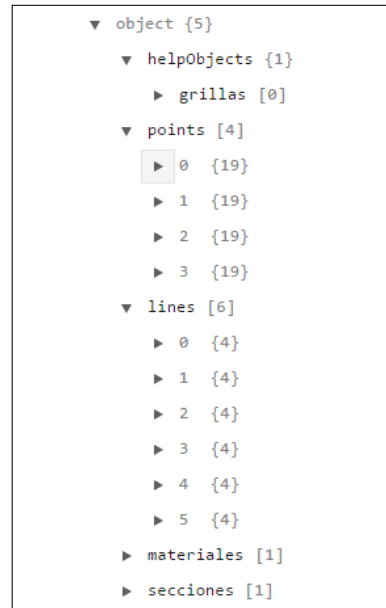 ▼ object {5}
▼ helpObjects {1}
► grillas [0]
▼ points [4]
► 0 {19}
► 1 {19}
► 2 {19}
► 3 {19}
▼ lines [6]
► 0 {4}
► 1 {4}
► 2 {4}
► 3 {4}
► 4 {4}
► 5 {4}
► materiales [1]
► secciones [1]